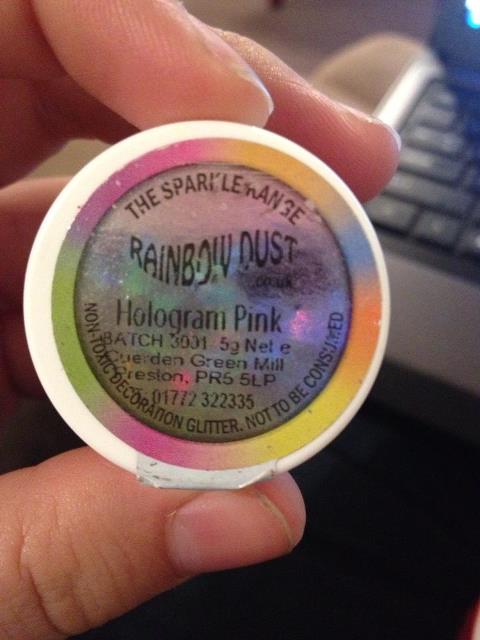 THE SPARKLE RANGE
RAINBOW DUST
.co.uk
Hologram Pink
BATCH 3001 5g Net e
Cuerden Green Mill
Preston, PR5 5LP
01772 322335
NON-TOXIC DECORATION GLITTER. NOT TO BE CONSUMED